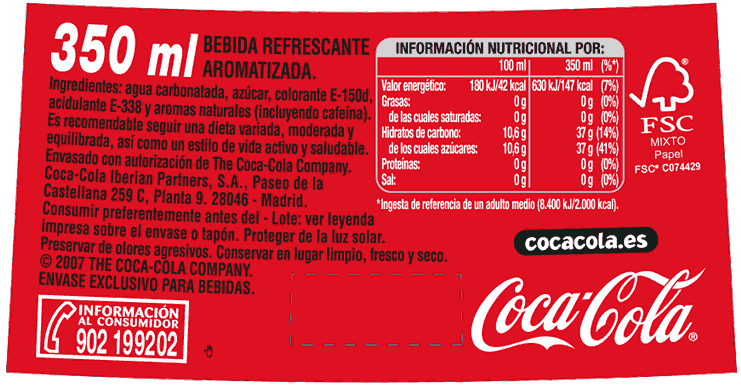 350 ml
BEBIDA REFRESCANTE
AROMATIZADA.
Ingredientes: agua carbonatada, azúcar, colorante E-150d,
acidulante E-338 y aromas naturales (incluyendo cafeína).
Es recomendable seguir una dieta variada, moderada y
equilibrada, así como un estilo de vida activo y saludable.
Envasado con autorización de The Coca-Cola Company.
Coca-Cola Iberian Partners, S.A., Paseo de la
Castellana 259 C, Planta 9. 28046 - Madrid.
Consumir preferentemente antes del - Lote: ver leyenda
impresa sobre el envase o tapón. Proteger de la luz solar.
Preservar de olores agresivos. Conservar en lugar limpio, fresco y seco.
© 2007 THE COCA-COLA COMPANY.
ENVASE EXCLUSIVO PARA BEBIDAS.
INFORMACIÓN
AL CONSUMIDOR
902 199202
INFORMACIÓN NUTRICIONAL POR:
100 ml 350 ml (%*)
Valor energético: 180 kJ/42 kcal 630 kJ/147 kcal (7%)
Grasas: 0 g 0 g (0%)
de las cuales saturadas: 0 g 0 g (0%)
Hidratos de carbono: 10,6 g 37 g (14%)
de los cuales azúcares: 10,6 g 37 g (41%)
Proteínas: 0 g 0 g (0%)
Sal: 0 g 0 g (0%)
*Ingesta de referencia de un adulto medio (8.400 kJ/2.000 kcal).
FSC
MIXTO
Papel
FSC® C074429
cocacola.es
Coca-Cola®